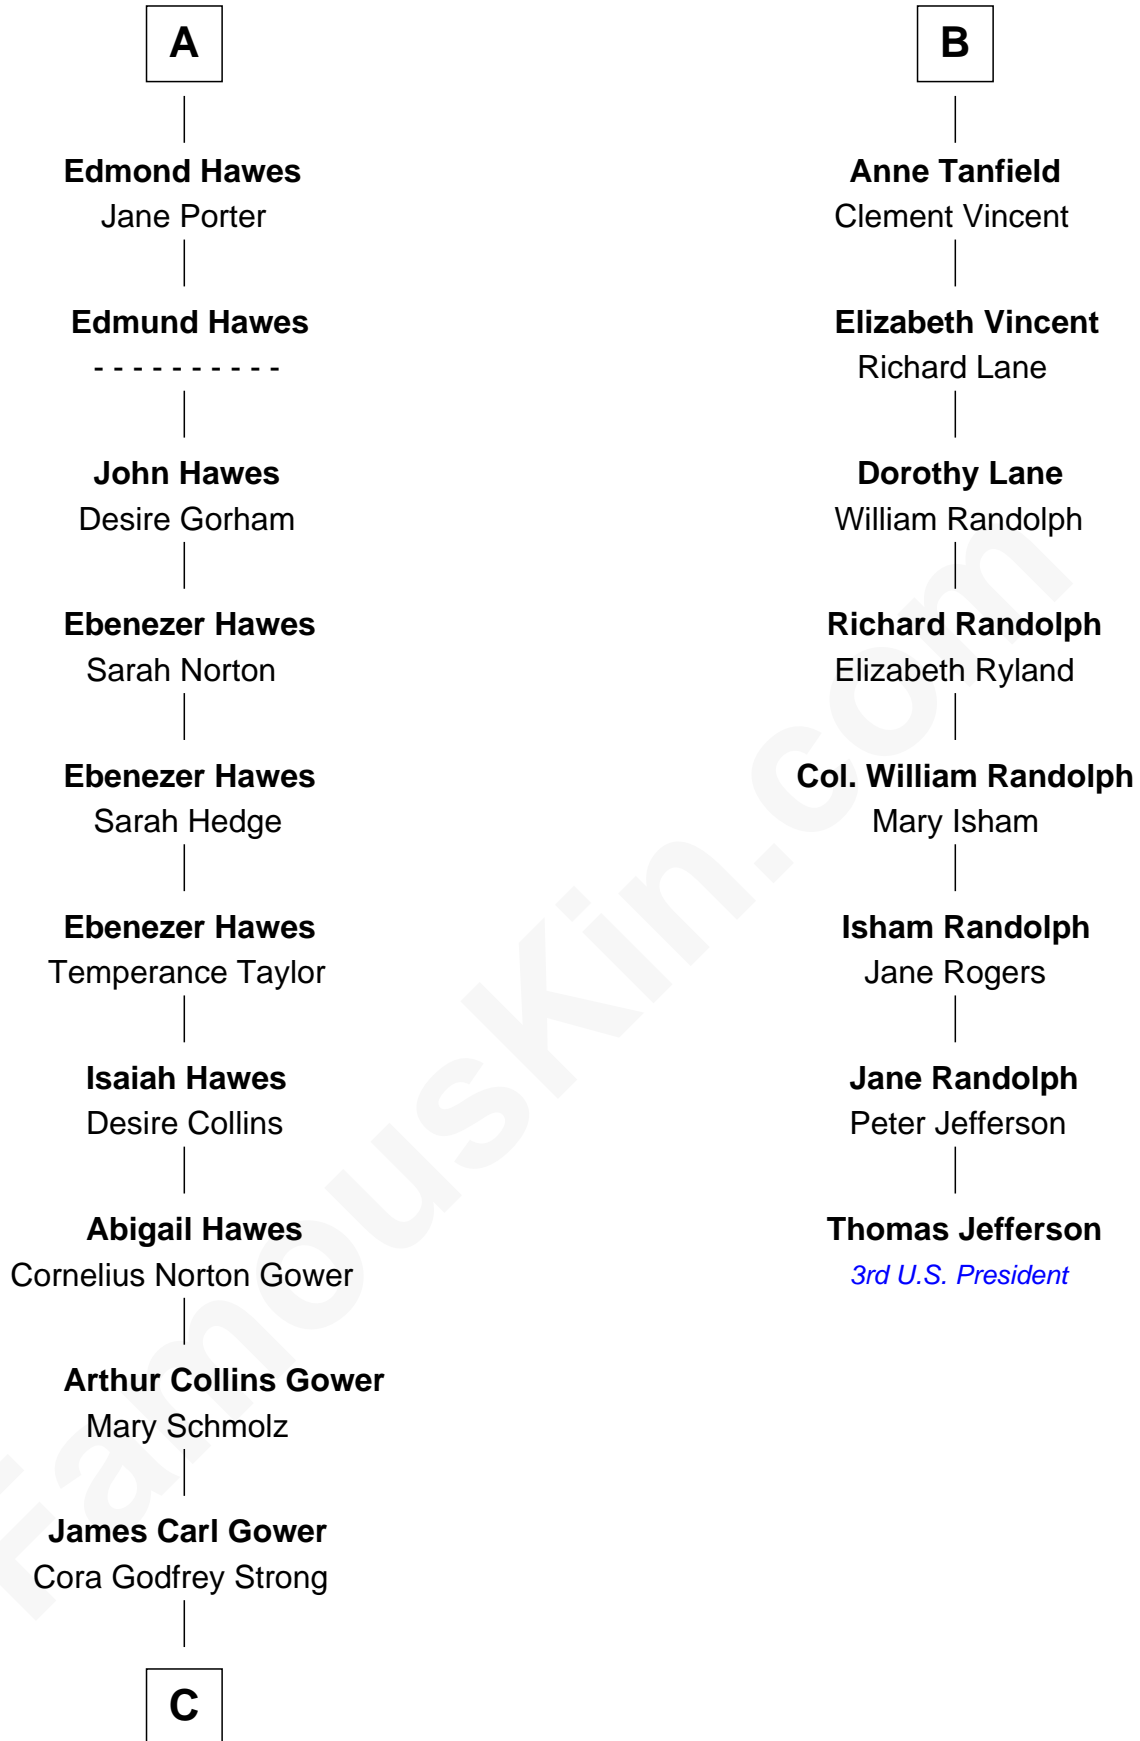 A
Edmond Hawes
Jane Porter
Edmund Hawes
- - - - - - - - - -
John Hawes
Desire Gorham
Ebenezer Hawes
Sarah Norton
Ebenezer Hawes
Sarah Hedge
Ebenezer Hawes
Temperance Taylor
Isaiah Hawes
Desire Collins
Abigail Hawes
Cornelius Norton Gower
Arthur Collins Gower
Mary Schmolz
James Carl Gower
Cora Godfrey Strong
C
B
Anne Tanfield
Clement Vincent
Elizabeth Vincent
Richard Lane
Dorothy Lane
William Randolph
Richard Randolph
Elizabeth Ryland
Col. William Randolph
Mary Isham
Isham Randolph
Jane Rogers
Jane Randolph
Peter Jefferson
Thomas Jefferson
3rd U.S. President
FamousKin.com